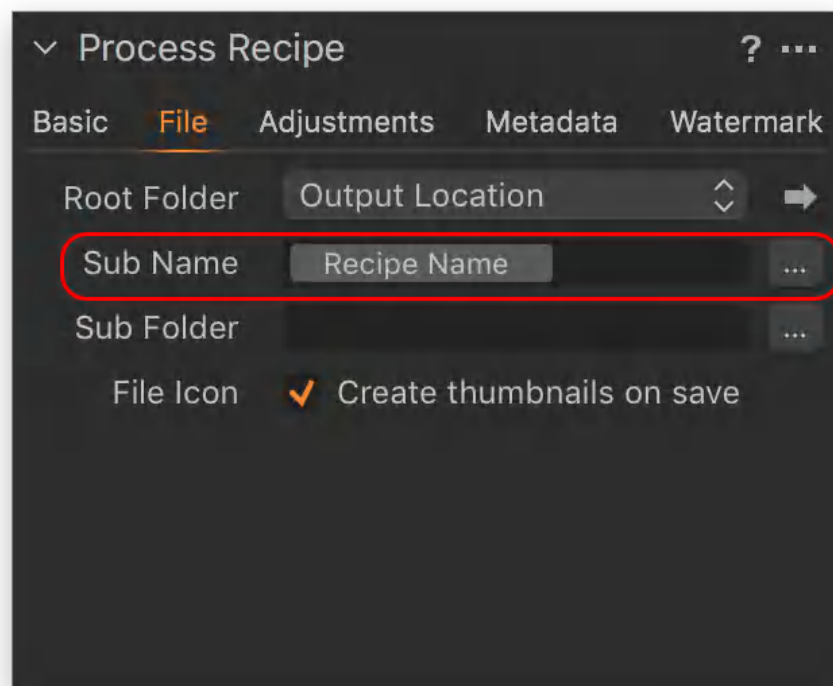 Process Recipe ? ...
Basic File Adjustments Metadata Watermark
Root Folder Output Location
Sub Name Recipe Name ...
Sub Folder ...
File Icon Create thumbnails on save